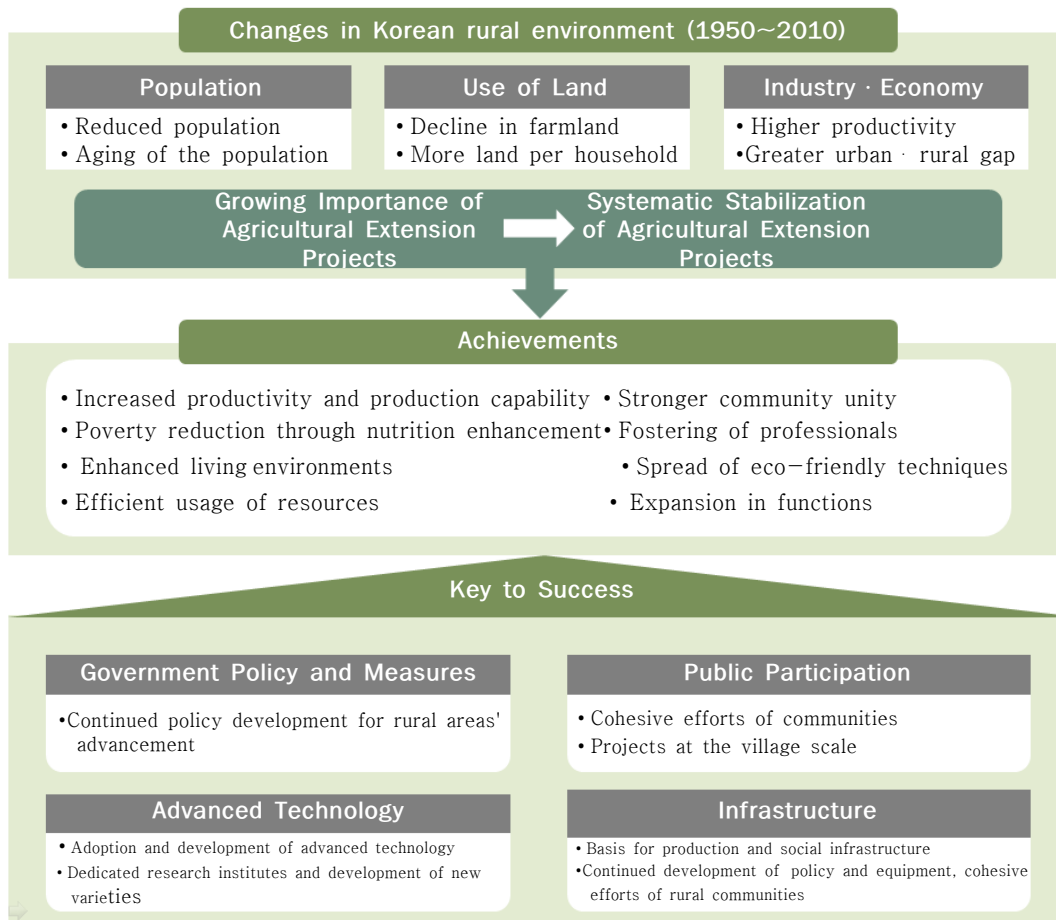 Changes in Korean rural environment (1950~2010)
Population
• Reduced population
• Aging of the population
Use of Land
• Decline in farmland
• More land per household
Industry · Economy
• Higher productivity
•Greater urban · rural gap
Growing Importance of
Agricultural Extension
Projects
Systematic Stabilization
of Agricultural Extension
Projects
Achievements
• Increased productivity and production capability
• Poverty reduction through nutrition enhancement
• Enhanced living environments
• Efficient usage of resources
• Stronger community unity
• Fostering of professionals
• Spread of eco-friendly techniques
• Expansion in functions
Key to Success
Government Policy and Measures
•Continued policy development for rural areas'
advancement
Public Participation
• Cohesive efforts of communities
• Projects at the village scale
Advanced Technology
• Adoption and development of advanced technology
• Dedicated research institutes and development of new
varieties
Infrastructure
• Basis for production and social infrastructure
•Continued development of policy and equipment, cohesive
efforts of rural communities